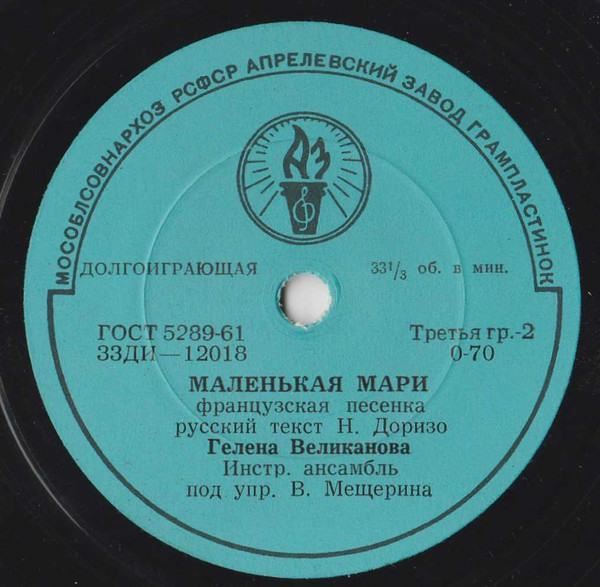 МОСОБЛСОВНАРХОЗ РСФСР АПРЕЛЕВСКИЙ ЗАВОД ГРАМПЛАСТИНОК
АЗ
ДОЛГОИГРАЮЩАЯ 33⅓ об. в мин.
ГОСТ 5289-61 Третья гр.-2
33ДИ—12018 0-70
МАЛЕНЬКАЯ МАРИ
французская песенка
русский текст Н. Доризо
Гелена Великанова
Инстр. ансамбль
под упр. В. Мещерина